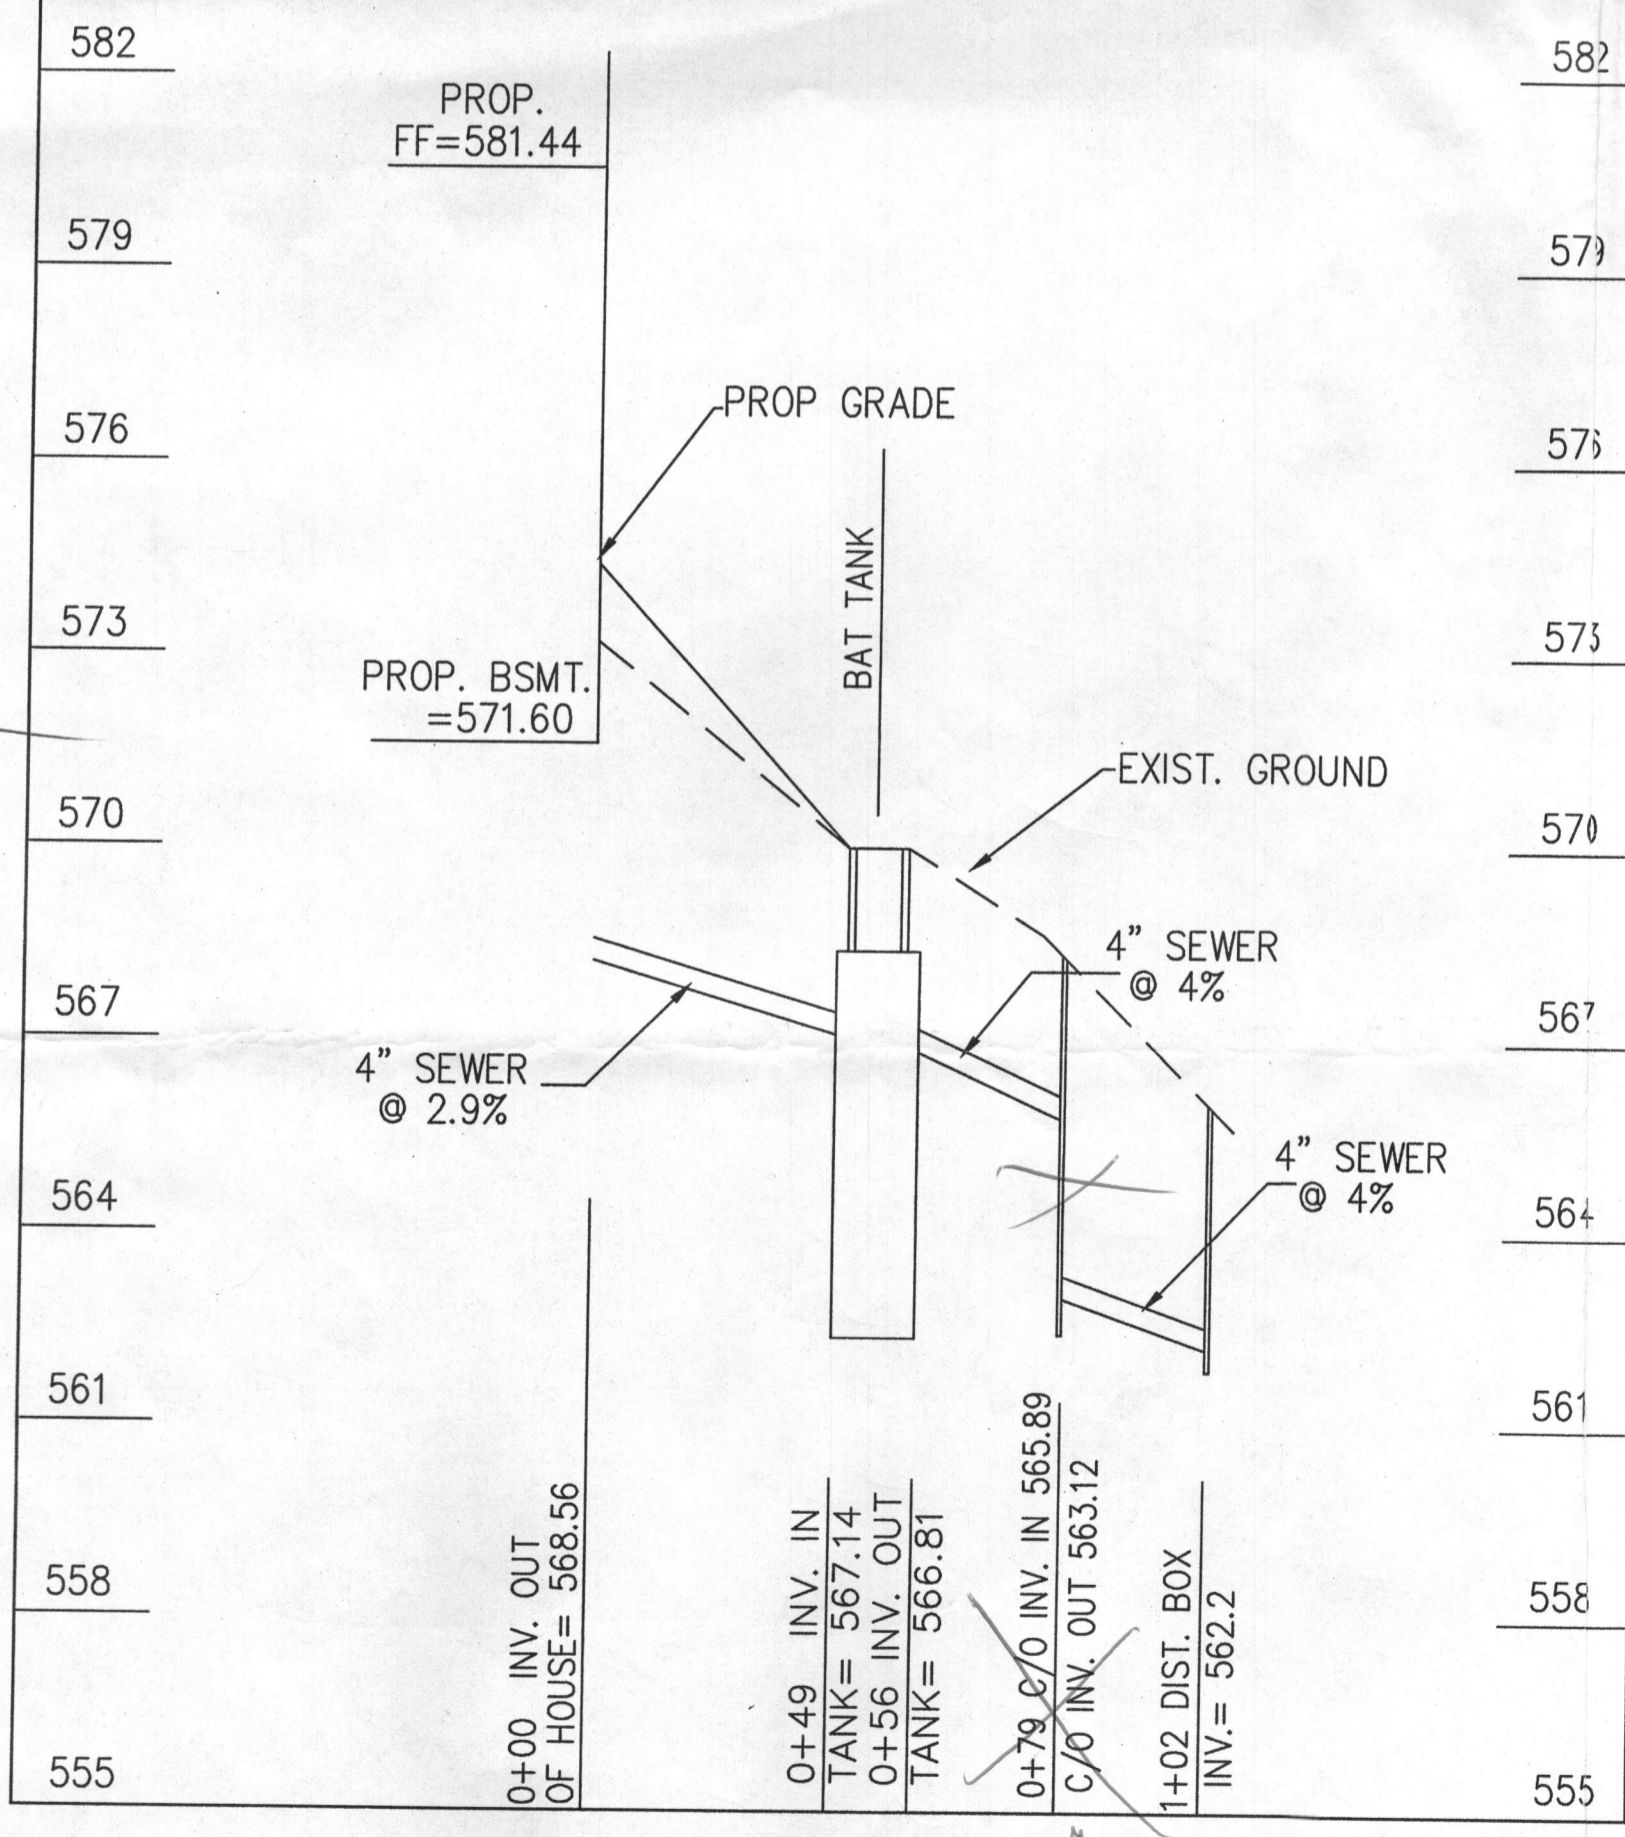 582
582
PROP.
FF=581.44
579
579
PROP GRADE
576
576
BAT TANK
573
573
PROP. BSMT.
=571.60
EXIST. GROUND
570
570
4" SEWER
@ 4%
567
567
4" SEWER
@ 2.9%
4" SEWER
@ 4%
564
564
561
561
558
558
0+00 INV. OUT
OF HOUSE= 568.56
0+49 INV. IN
TANK= 567.14
0+56 INV. OUT
TANK= 566.81
0+79 C/O INV. IN 565.89
C/O INV. OUT 563.12
1+02 DIST. BOX
INV.= 562.2
555
555